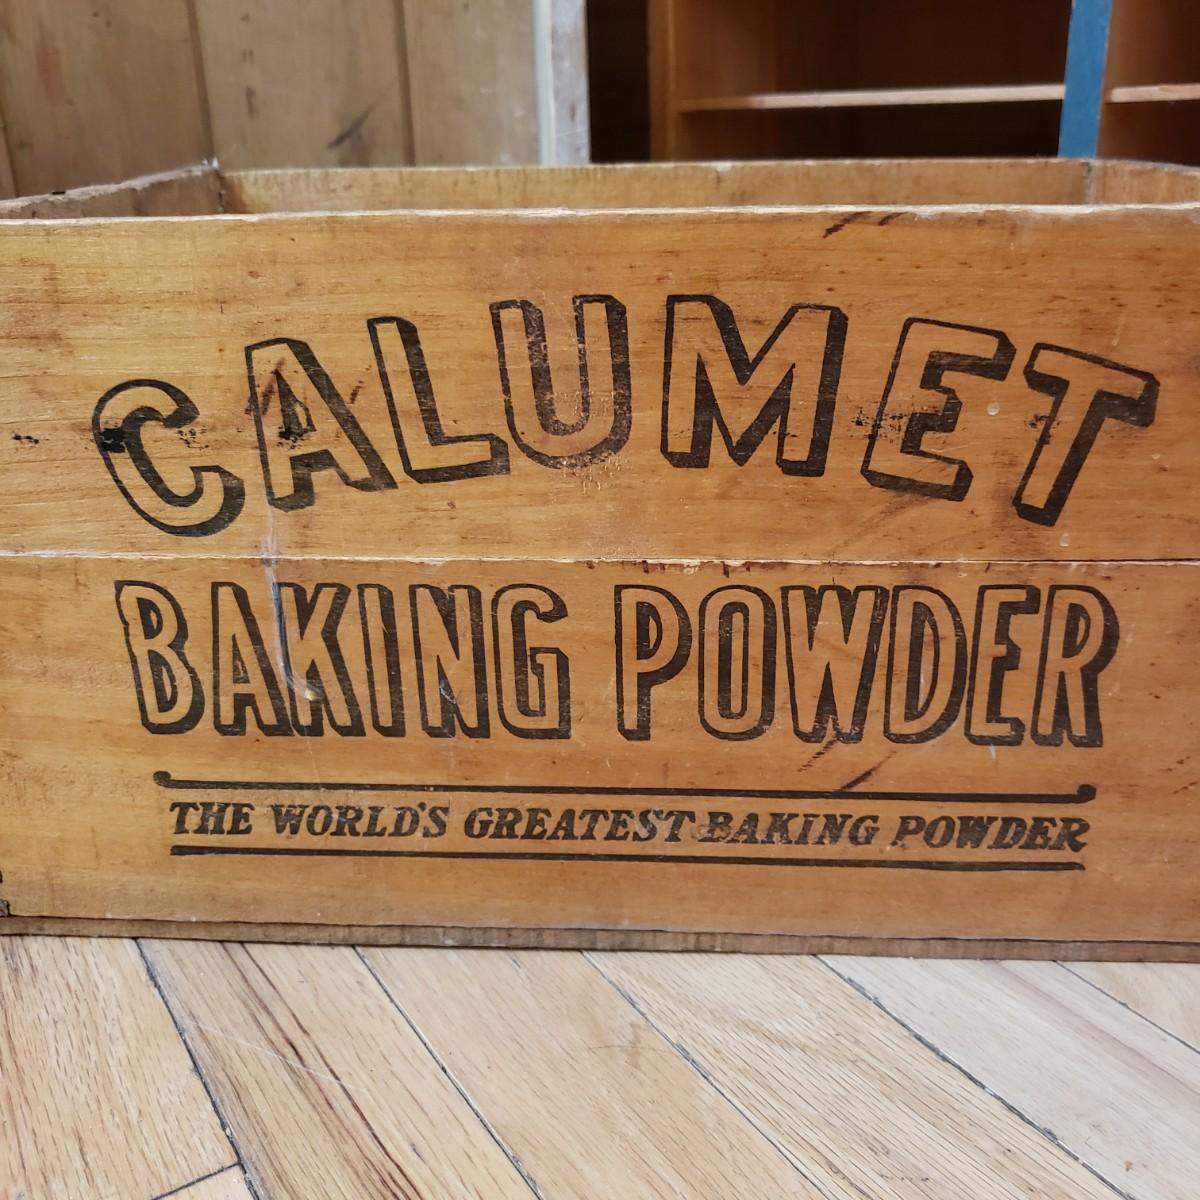 CALUMET
BAKING POWDER
THE WORLD'S GREATEST BAKING POWDER